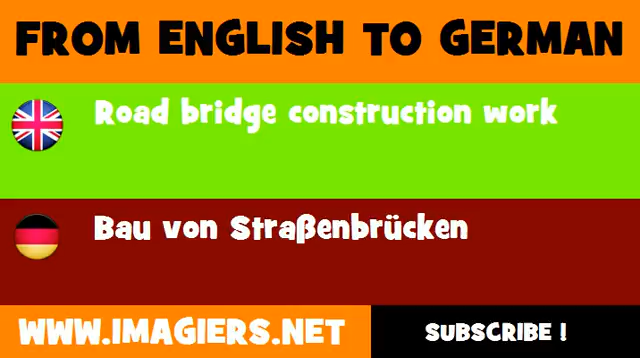 FROM ENGLISH TO GERMAN
Road bridge construction work
Bau von Straßenbrücken
WWW.IMAGIERS.NET
SUBSCRIBE !